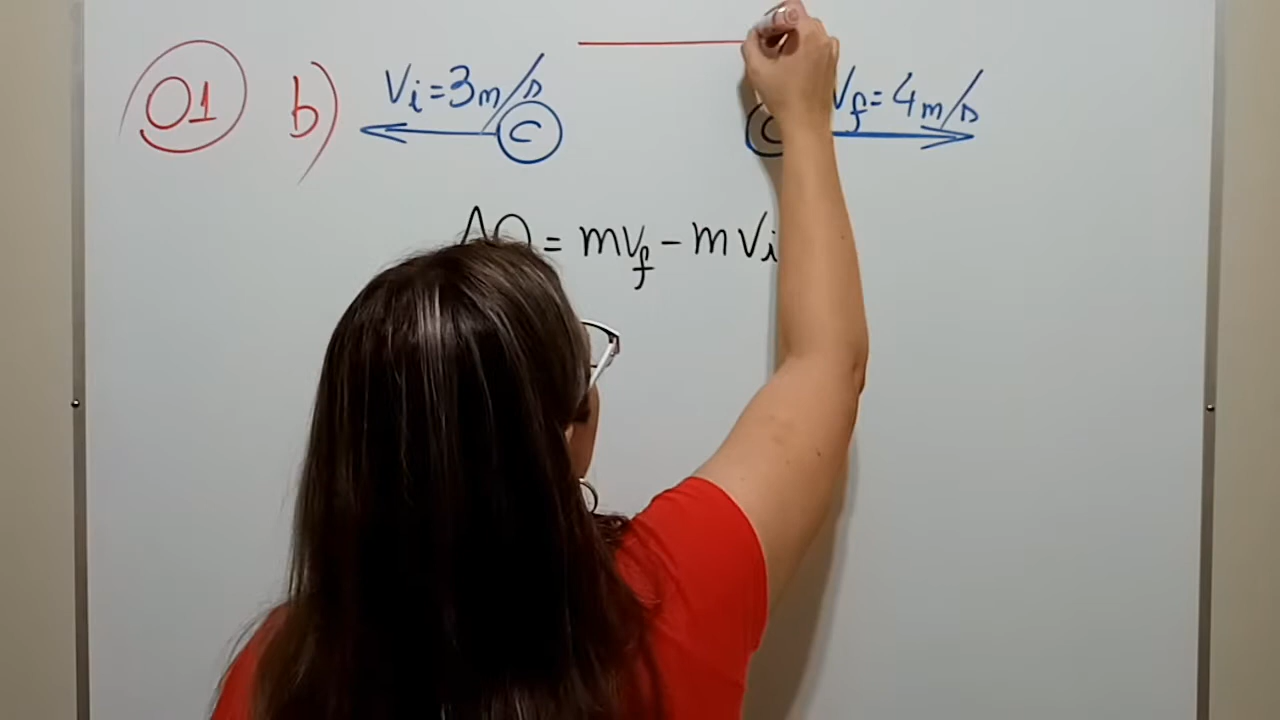 01 b) Vi = 3m/s C C Vf = 4m/s
ΔQ = mvf - mVi